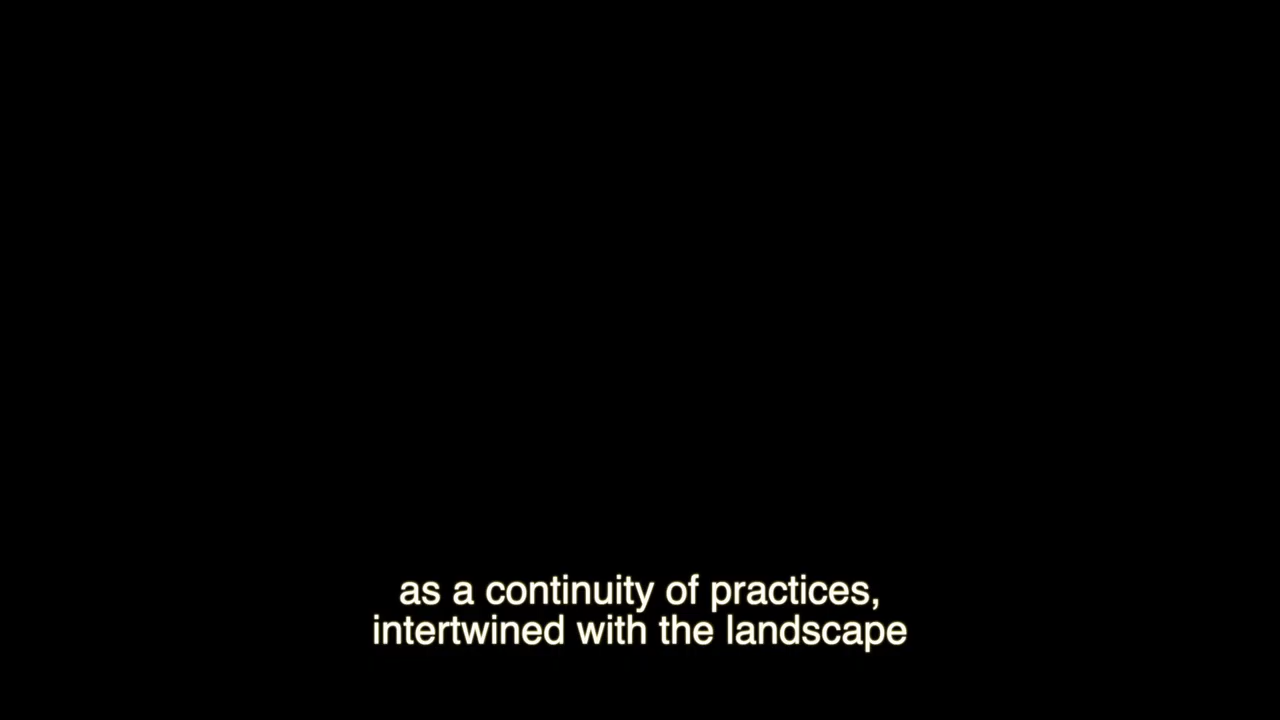 as a continuity of practices,
intertwined with the landscape